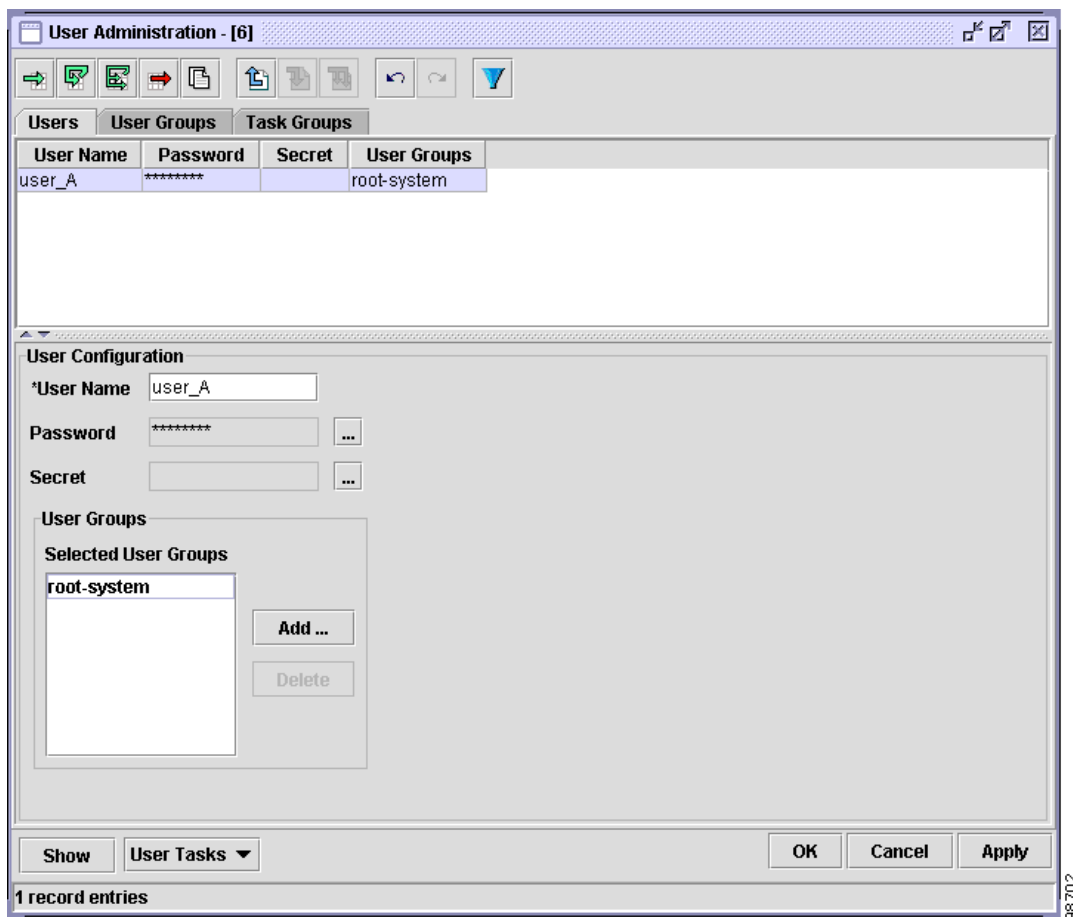 User Administration - [6]
Users User Groups Task Groups
User Name Password Secret User Groups
user_A ******** root-system
User Configuration
*User Name user_A
Password ******** ...
Secret ...
User Groups
Selected User Groups
root-system
Add ...
Delete
Show User Tasks OK Cancel Apply
1 record entries
98702